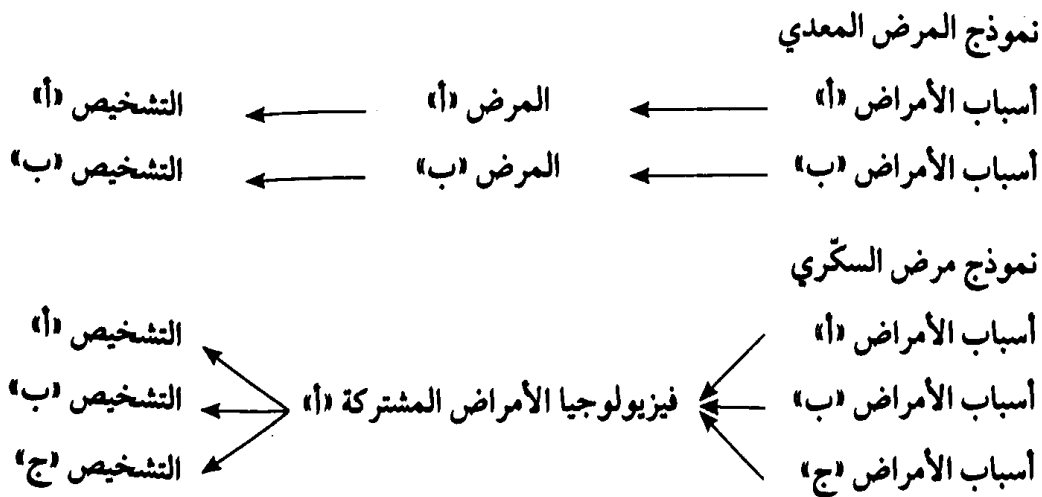 نموذج المرض المعدي
أسباب الأمراض «أ» المرض «أ» التشخيص «أ»
أسباب الأمراض «ب» المرض «ب» التشخيص «ب»
نموذج مرض السكّري
أسباب الأمراض «أ» التشخيص «أ»
أسباب الأمراض «ب» فيزيولوجيا الأمراض المشتركة «أ» التشخيص «ب»
أسباب الأمراض «ج» التشخيص «ج»